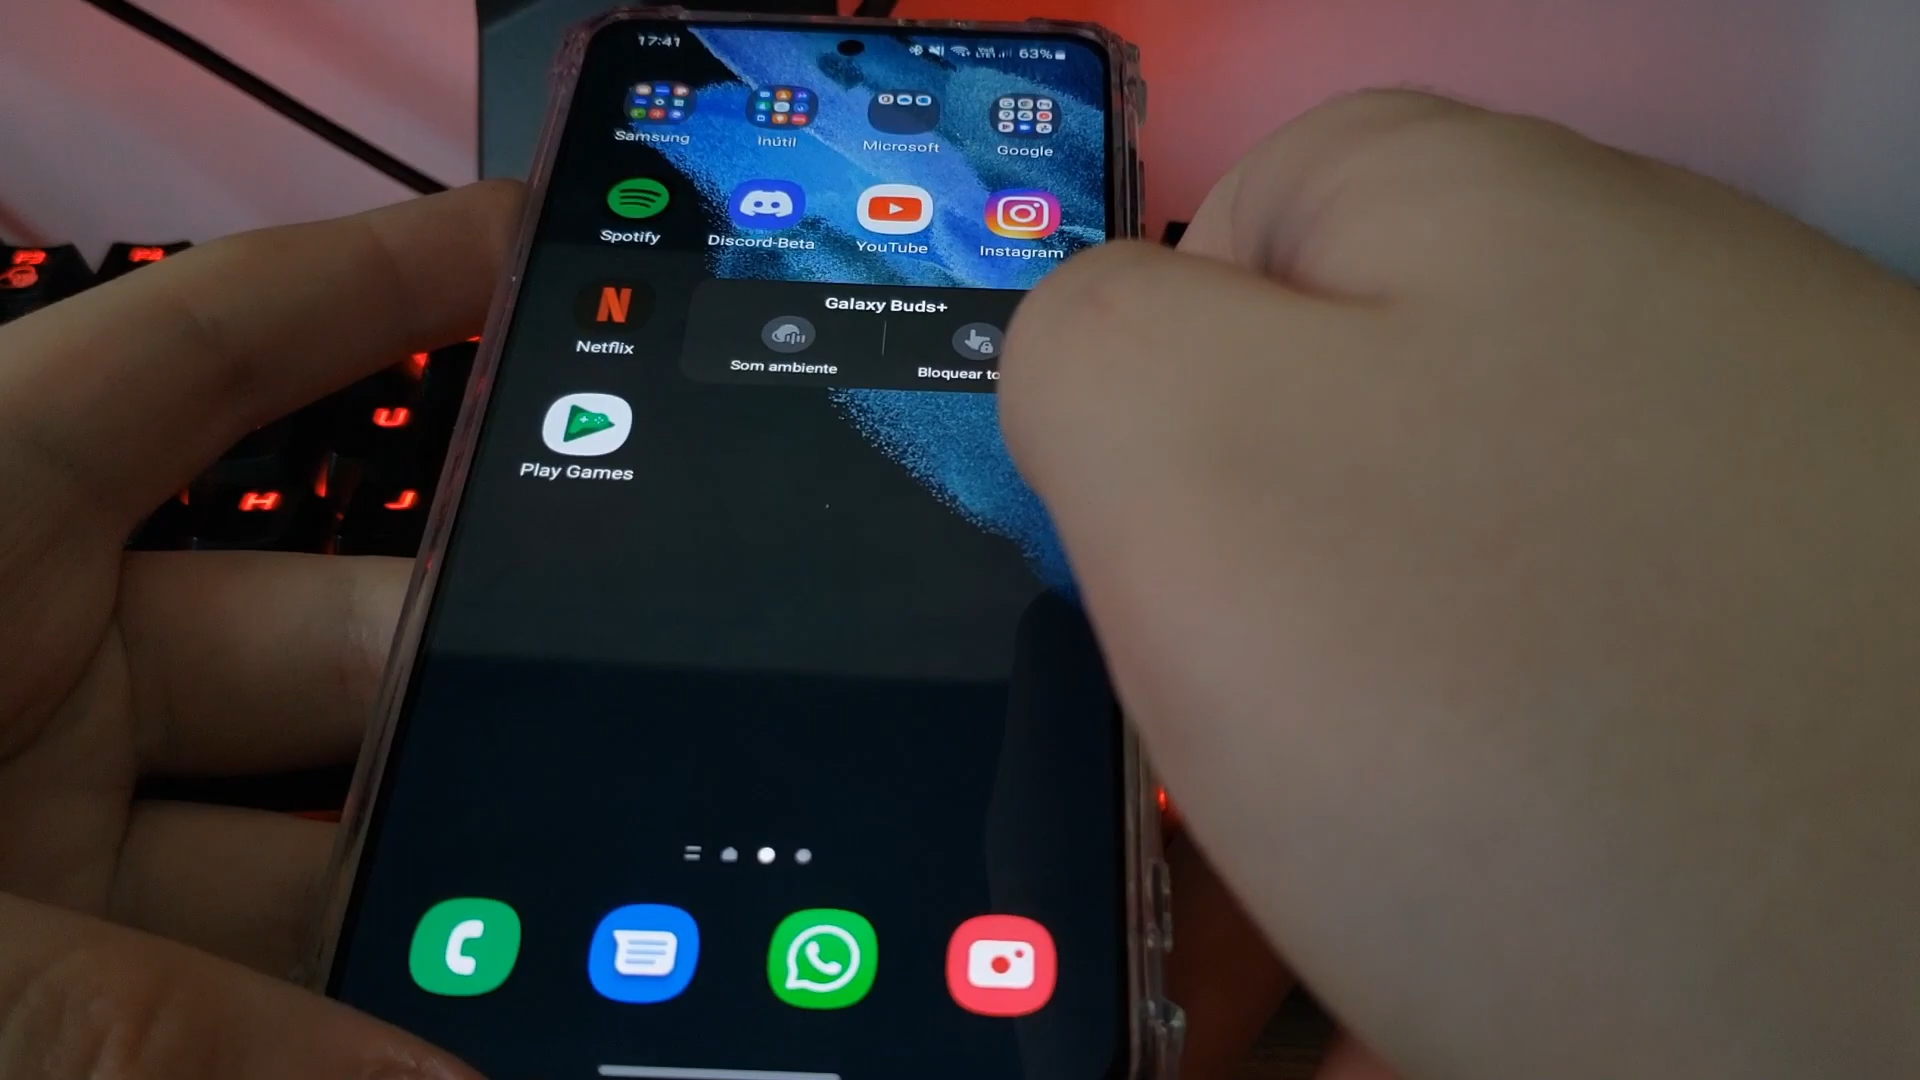 17:41
63%
Samsung
Inútil
Microsoft
Google
Spotify
Discord-Beta
YouTube
Instagram
N
Netflix
Galaxy Buds+
Som ambiente
Bloquear to
Play Games
F2
U
H
J